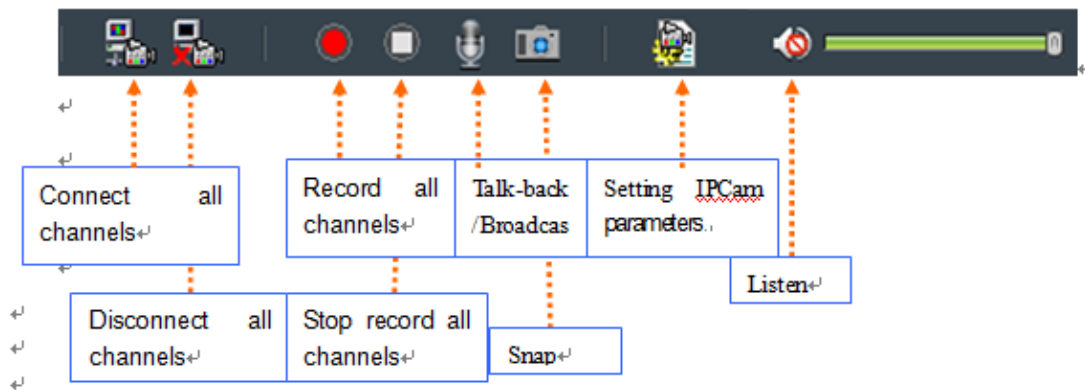 Connect all
channels
Record all
channels
Talk-back
/Broadcas
Setting IPCam
parameters..
Listen
Disconnect all
channels
Stop record all
channels
Snap